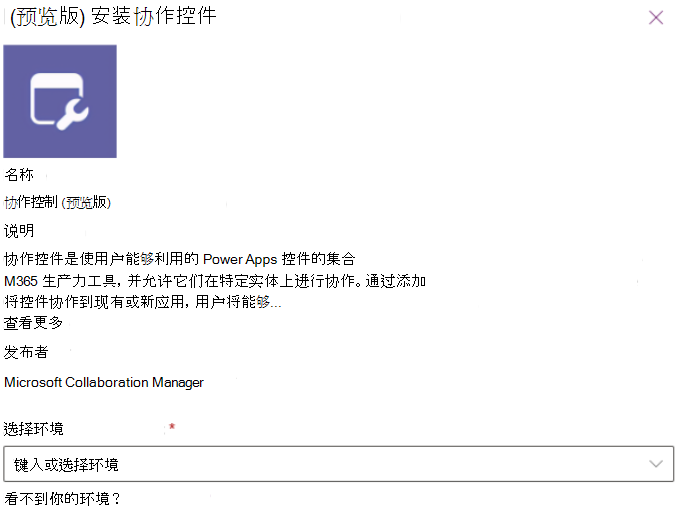 (预览版) 安装协作控件
名称
协作控制 (预览版)
说明
协作控件是使用户能够利用的 Power Apps 控件的集合
M365 生产力工具, 并允许它们在特定实体上进行协作。通过添加
将控件协作到现有或新应用, 用户将能够...
查看更多
发布者
Microsoft Collaboration Manager
选择环境 *
键入或选择环境
看不到你的环境?